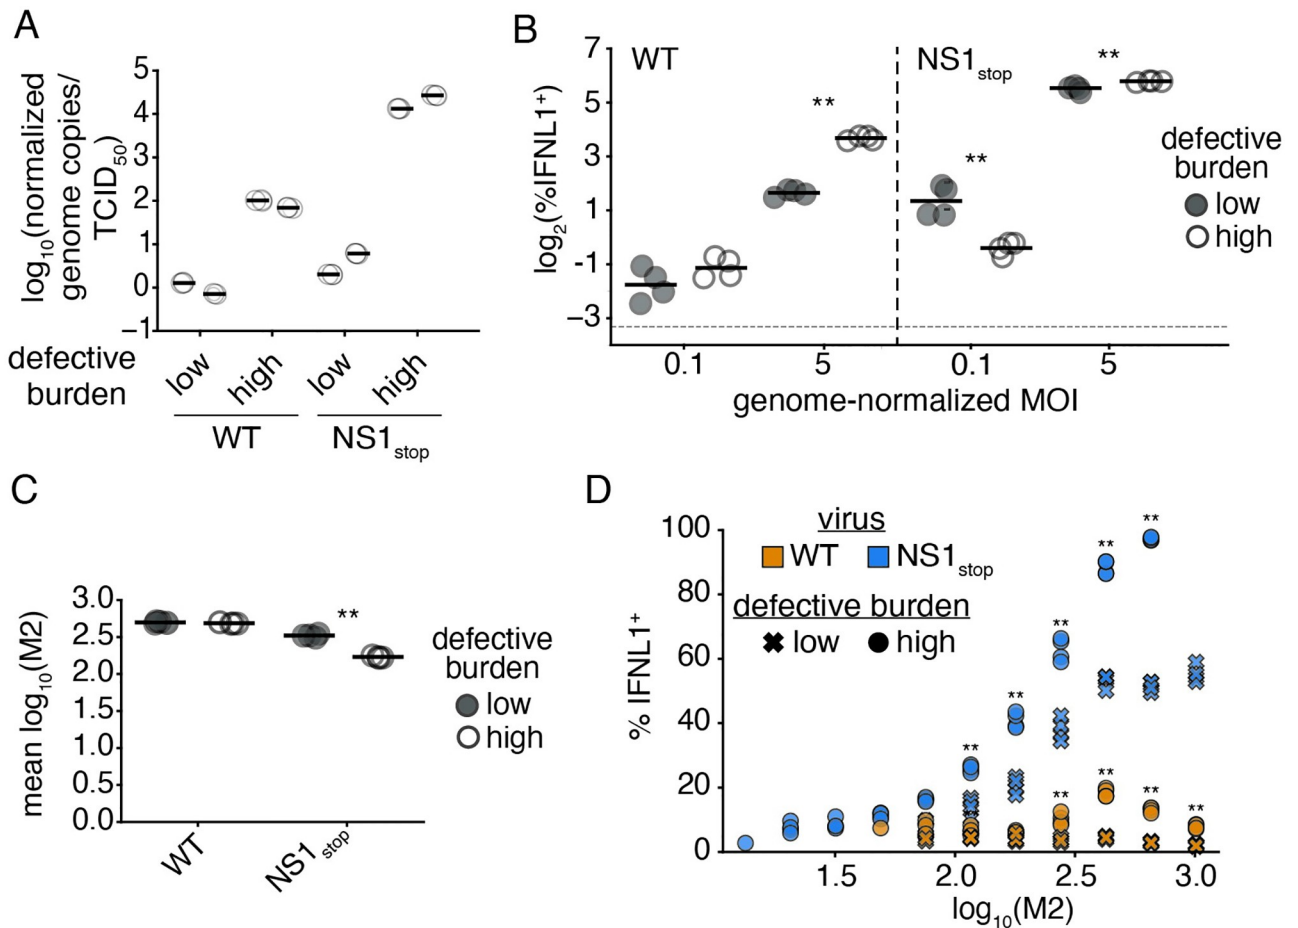 A
log₁₀(normalized
genome copies/
TCID₅₀)
5
4
3
2
1
0
−1
defective
burden
low
high
low
high
WT
NS1stop
B
log₂(%IFNL1⁺)
7
5
3
1
-1
−3
WT
NS1stop
**
**
**
0.1
5
0.1
5
genome-normalized MOI
defective
burden
low
high
C
mean log₁₀(M2)
3.0
2.5
2.0
1.5
1.0
0.5
0.0
**
WT
NS1stop
defective
burden
low
high
D
% IFNL1⁺
100
80
60
40
20
0
virus
WT NS1stop
defective burden
low high
**
**
**
**
**
**
**
**
**
1.5
2.0
2.5
3.0
log₁₀(M2)